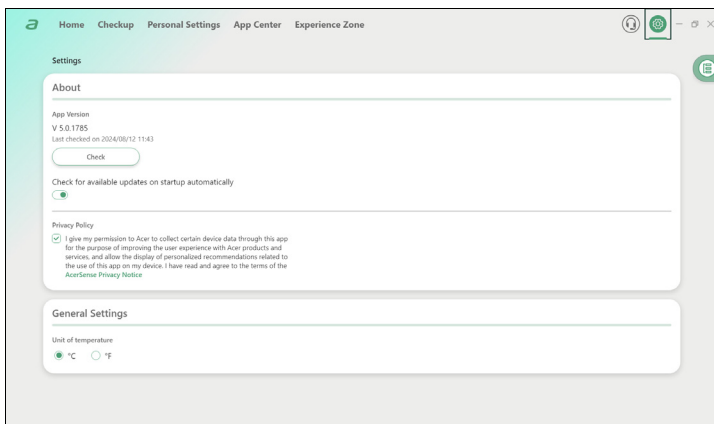 a Home Checkup Personal Settings App Center Experience Zone
Settings
About
App Version
V 5.0.1785
Last checked on 2024/08/12 11:43
Check
Check for available updates on startup automatically
Privacy Policy
I give my permission to Acer to collect certain device data through this app
for the purpose of improving the user experience with Acer products and
services, and allow the display of personalized recommendations related to
the use of this app on my device. I have read and agree to the terms of the
AcerSense Privacy Notice
General Settings
Unit of temperature
°C °F